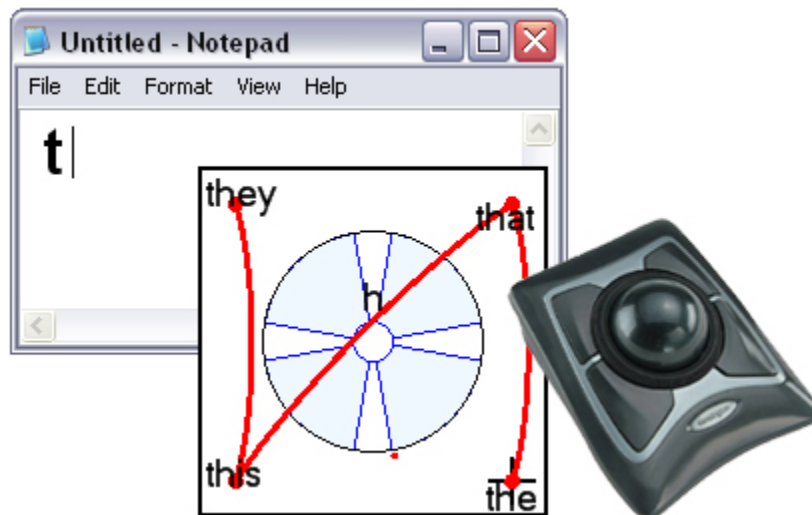 Untitled - Notepad
File Edit Format View Help
t
they
that
h
this
the